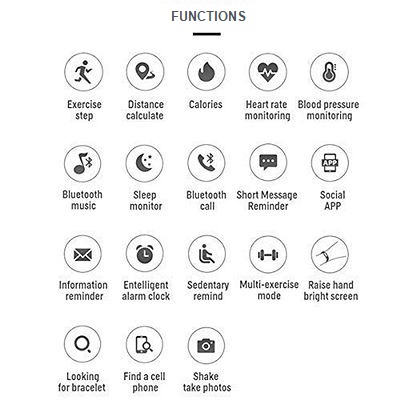 FUNCTIONS
Exercise step
Distance calculate
Calories
Heart rate monitoring
Blood pressure monitoring
Bluetooth music
Sleep monitor
Bluetooth call
Short Message Reminder
APP
Social APP
Information reminder
Entelligent alarm clock
Sedentary remind
Multi-exercise mode
Raise hand bright screen
Looking for bracelet
Find a cell phone
Shake take photos